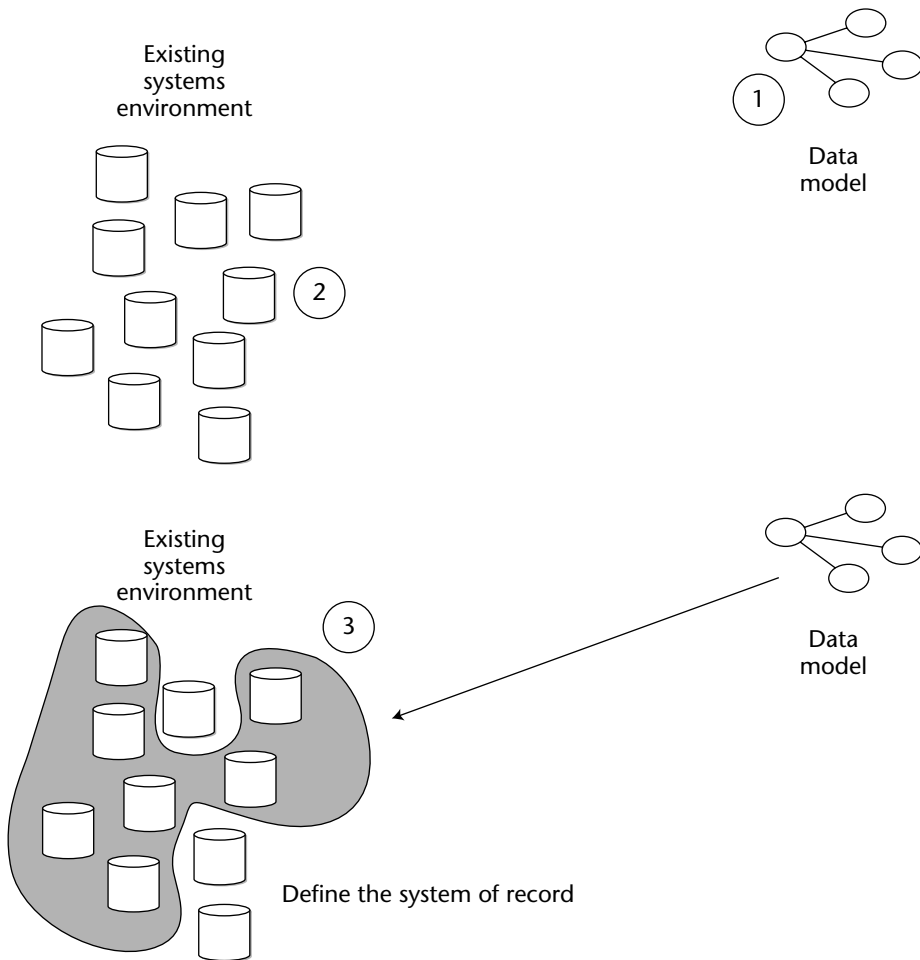 Existing
systems
environment
1
Data
model
2
Existing
systems
environment
3
Data
model
Define the system of record